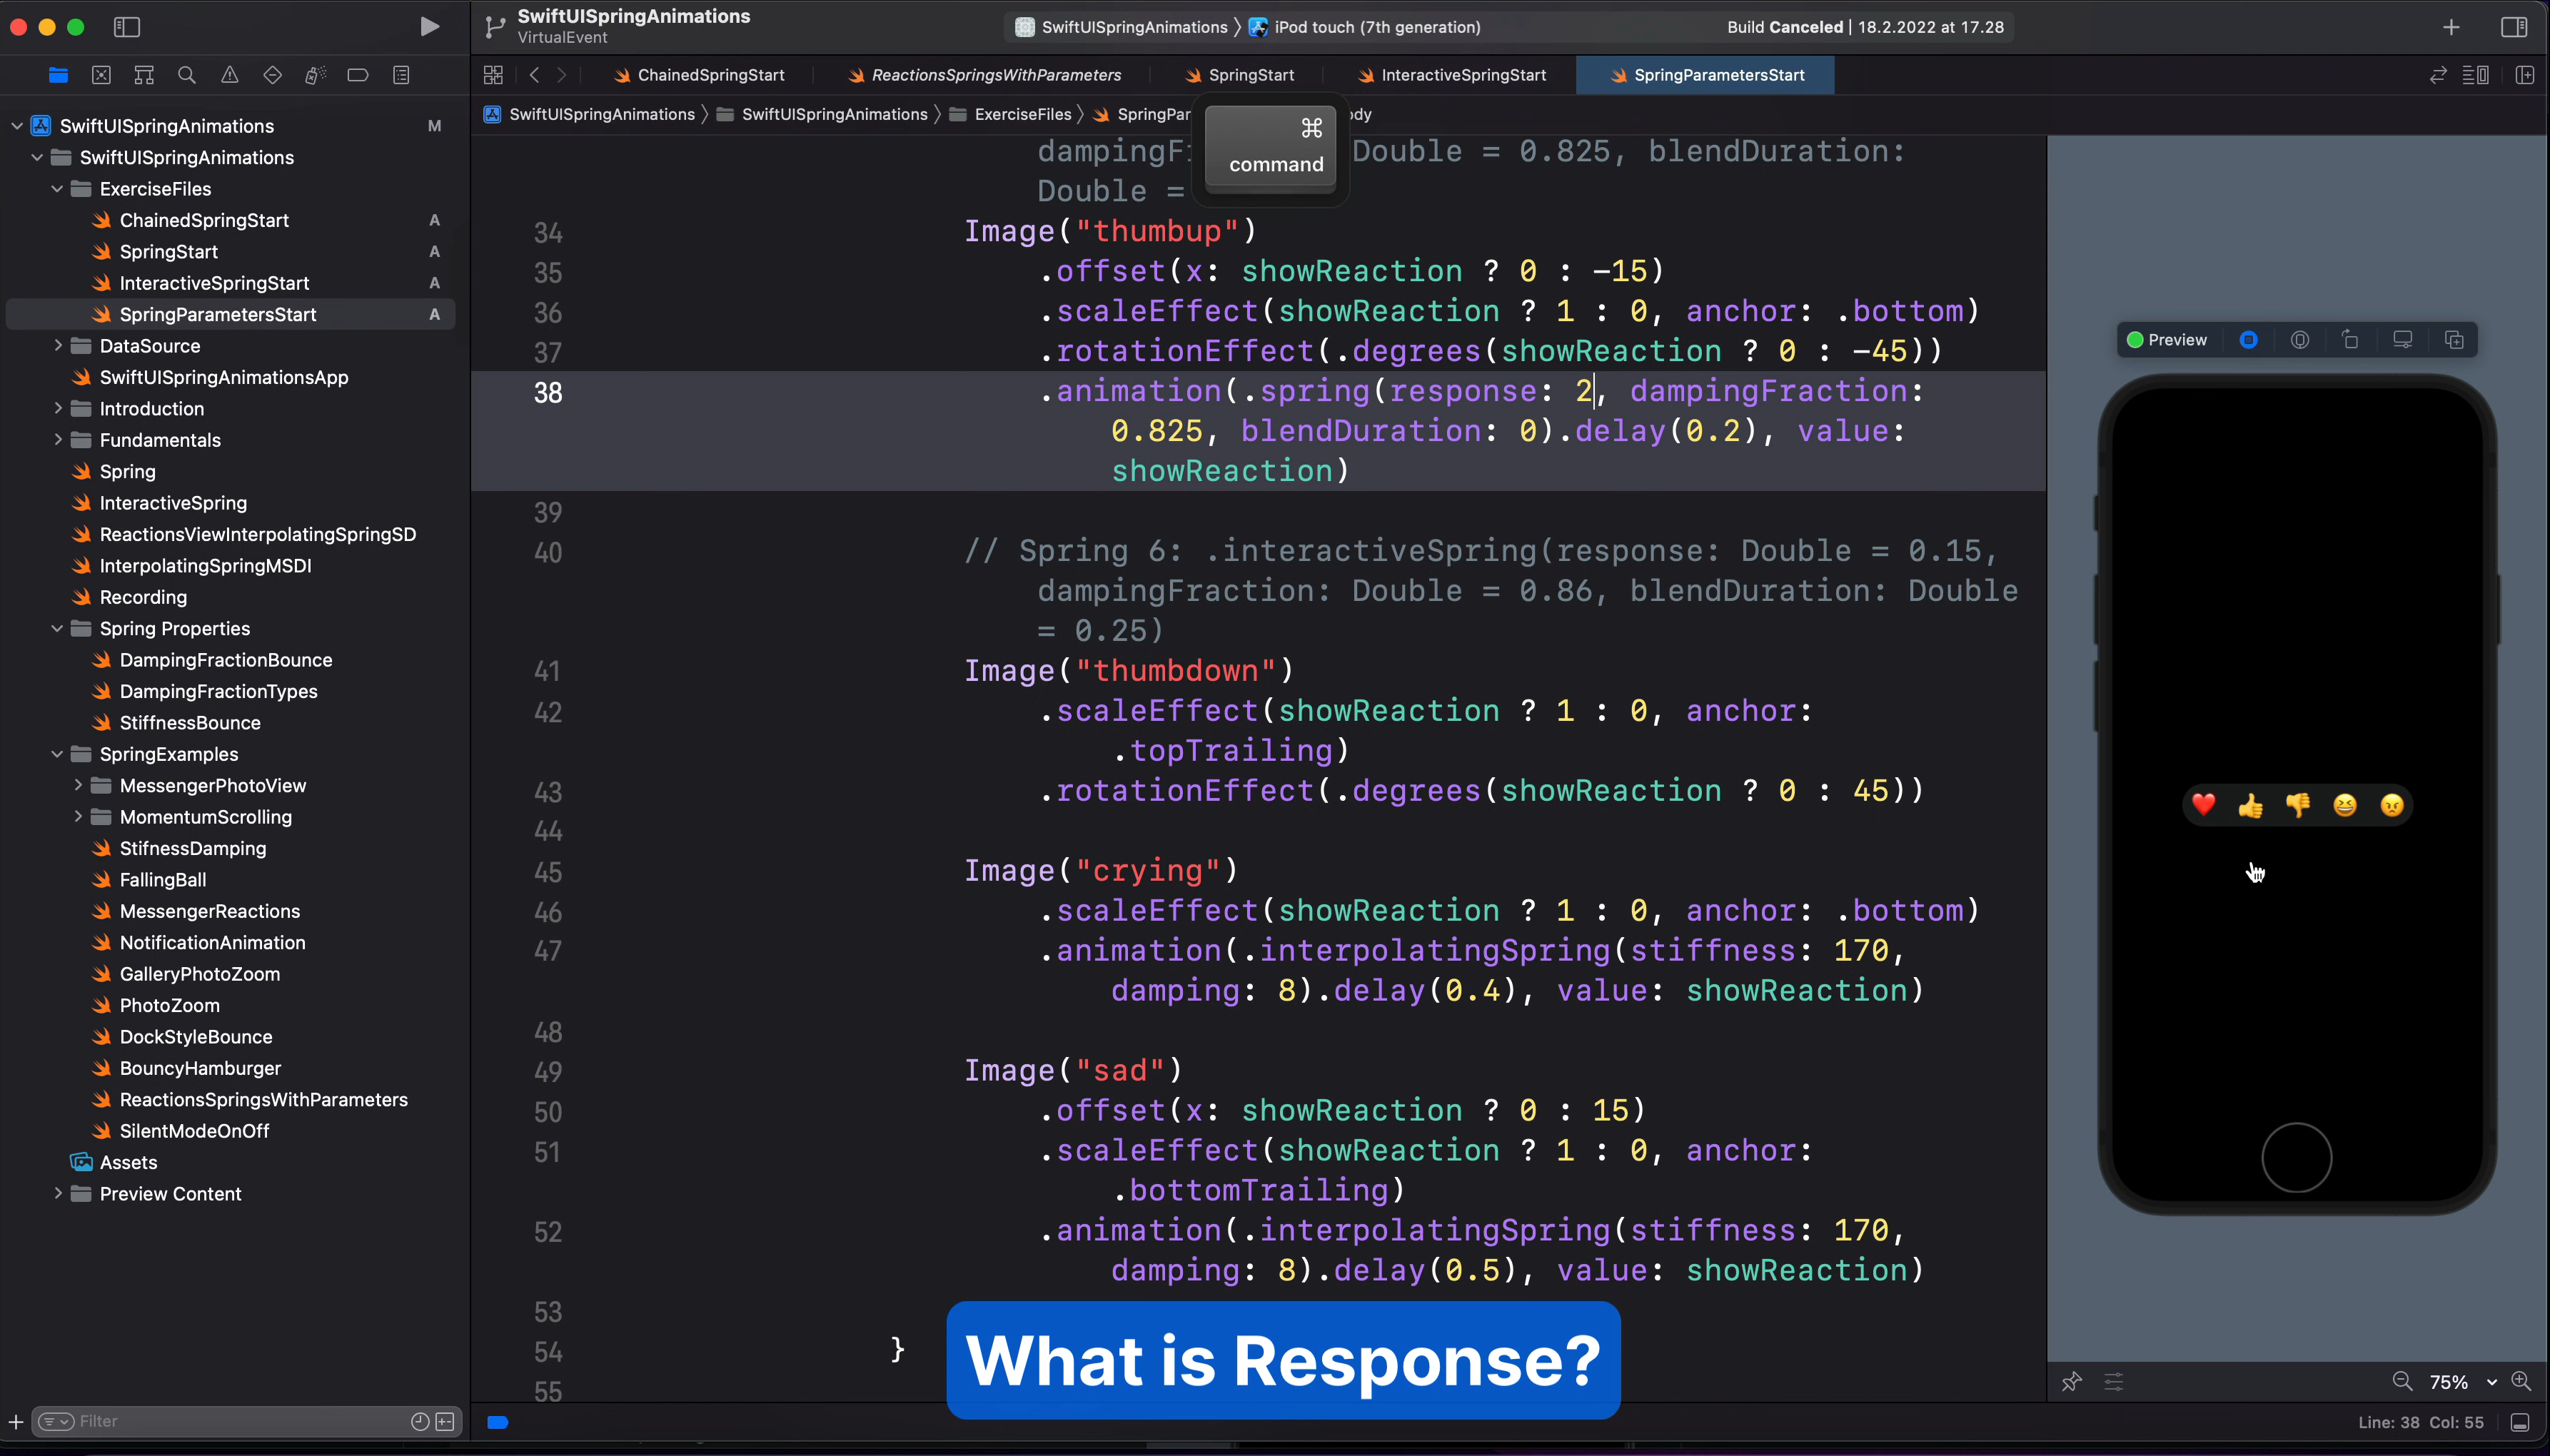 SwiftUISpringAnimations
VirtualEvent
SwiftUISpringAnimations 〉 iPod touch (7th generation)
Build Canceled | 18.2.2022 at 17.28
ChainedSpringStart
ReactionsSpringsWithParameters
SpringStart
InteractiveSpringStart
SpringParametersStart
SwiftUISpringAnimations 〉 SwiftUISpringAnimations 〉 ExerciseFiles 〉 SpringPar
⌘
command
SwiftUISpringAnimations M
SwiftUISpringAnimations
ExerciseFiles
ChainedSpringStart A
SpringStart A
InteractiveSpringStart A
SpringParametersStart A
DataSource
SwiftUISpringAnimationsApp
Introduction
Fundamentals
Spring
InteractiveSpring
ReactionsViewInterpolatingSpringSD
InterpolatingSpringMSDI
Recording
Spring Properties
DampingFractionBounce
DampingFractionTypes
StiffnessBounce
SpringExamples
MessengerPhotoView
MomentumScrolling
StifnessDamping
FallingBall
MessengerReactions
NotificationAnimation
GalleryPhotoZoom
PhotoZoom
DockStyleBounce
BouncyHamburger
ReactionsSpringsWithParameters
SilentModeOnOff
Assets
Preview Content
Filter
Double = 0.825, blendDuration:
Double =
34 Image("thumbup")
35 .offset(x: showReaction ? 0 : -15)
36 .scaleEffect(showReaction ? 1 : 0, anchor: .bottom)
37 .rotationEffect(.degrees(showReaction ? 0 : -45))
38 .animation(.spring(response: 2, dampingFraction:
0.825, blendDuration: 0).delay(0.2), value:
showReaction)
39
40 // Spring 6: .interactiveSpring(response: Double = 0.15,
dampingFraction: Double = 0.86, blendDuration: Double
= 0.25)
41 Image("thumbdown")
42 .scaleEffect(showReaction ? 1 : 0, anchor:
.topTrailing)
43 .rotationEffect(.degrees(showReaction ? 0 : 45))
44
45 Image("crying")
46 .scaleEffect(showReaction ? 1 : 0, anchor: .bottom)
47 .animation(.interpolatingSpring(stiffness: 170,
damping: 8).delay(0.4), value: showReaction)
48
49 Image("sad")
50 .offset(x: showReaction ? 0 : 15)
51 .scaleEffect(showReaction ? 1 : 0, anchor:
.bottomTrailing)
52 .animation(.interpolatingSpring(stiffness: 170,
damping: 8).delay(0.5), value: showReaction)
53
54 }
55
What is Response?
Preview
75%
Line: 38 Col: 55